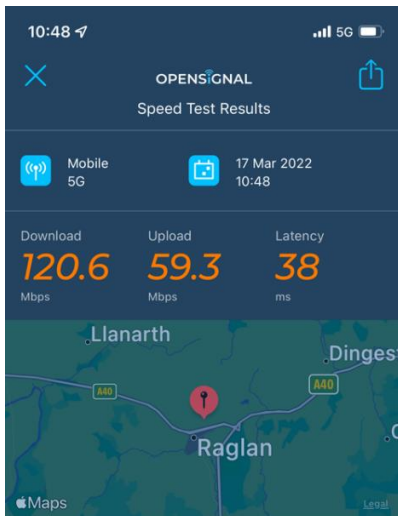 10:48 5G
OPENSIGNAL
Speed Test Results
Mobile 17 Mar 2022
5G 10:48
Download Upload Latency
120.6 59.3 38
Mbps Mbps ms
Llanarth
Dinges
A40 A40
Raglan
Maps Legal